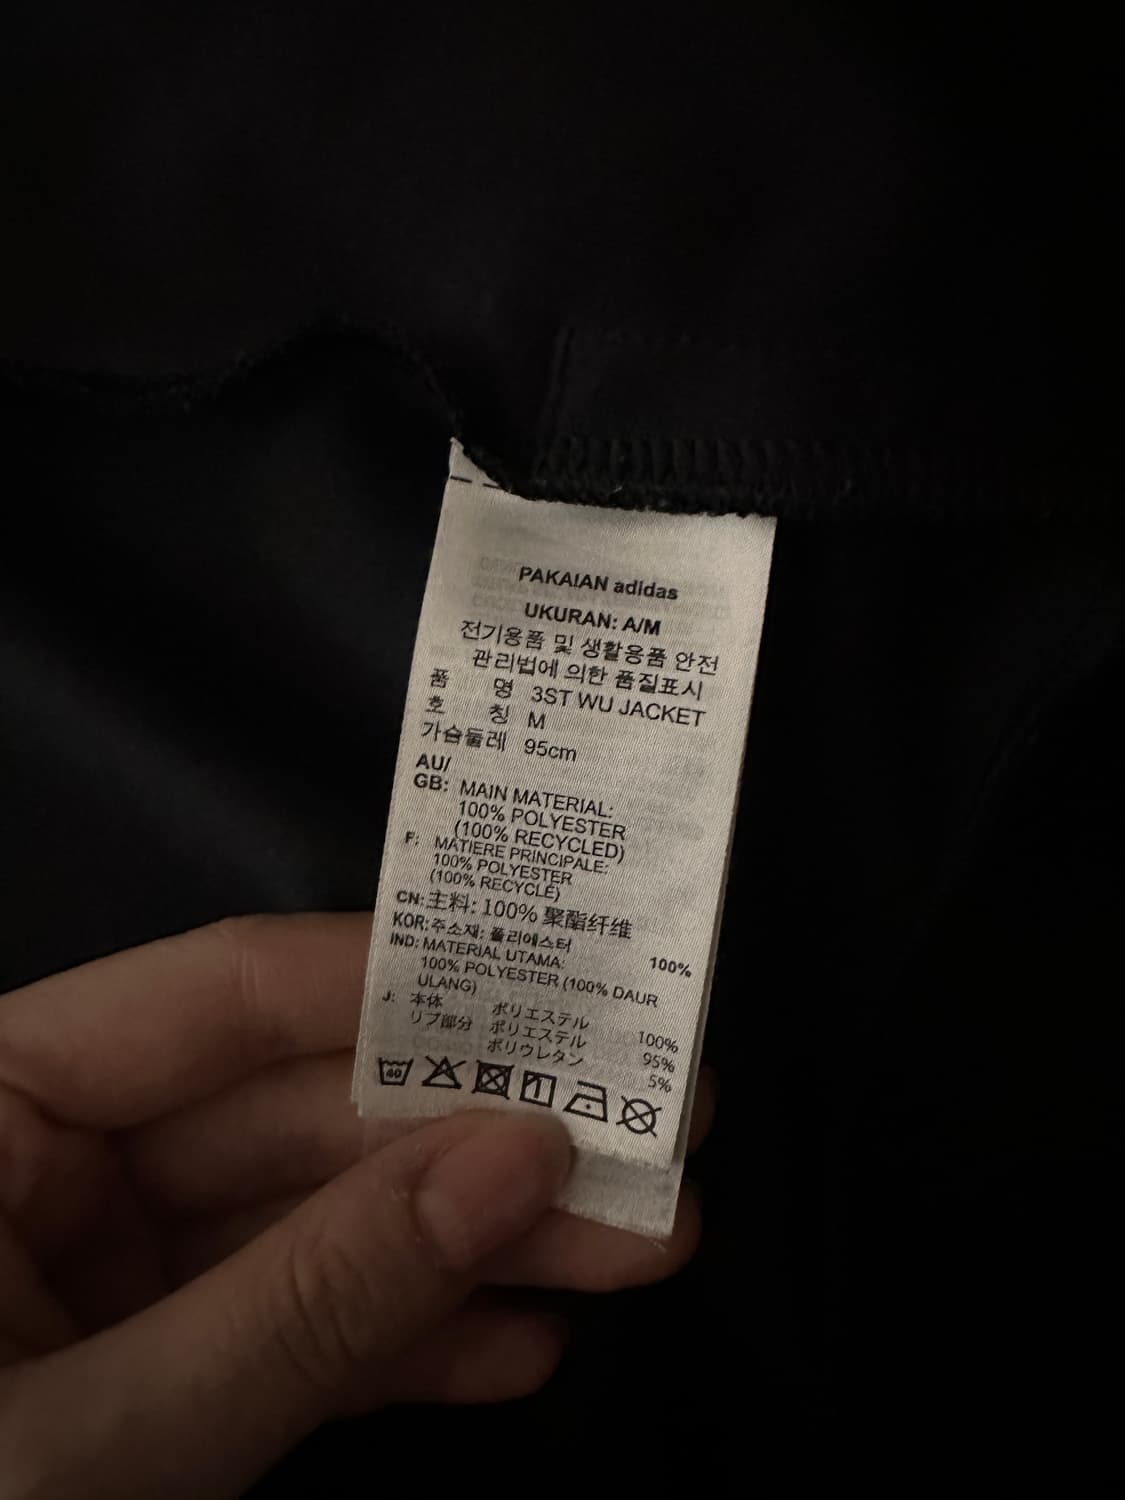 PAKAIAN adidas
UKURAN: A/M
전기용품 및 생활용품 안전
관리법에 의한 품질표시
품 명 3ST WU JACKET
호 칭 M
가슴둘레 95cm
AU/
GB: MAIN MATERIAL:
100% POLYESTER
(100% RECYCLED)
F: MATIERE PRINCIPALE:
100% POLYESTER
(100% RECYCLÉ)
CN: 主料: 100% 聚酯纤维
KOR: 주소재: 폴리에스터 100%
IND: MATERIAL UTAMA:
100% POLYESTER (100% DAUR
ULANG)
J: 本体 ポリエステル 100%
リブ部分 ポリエステル 95%
ポリウレタン 5%
40